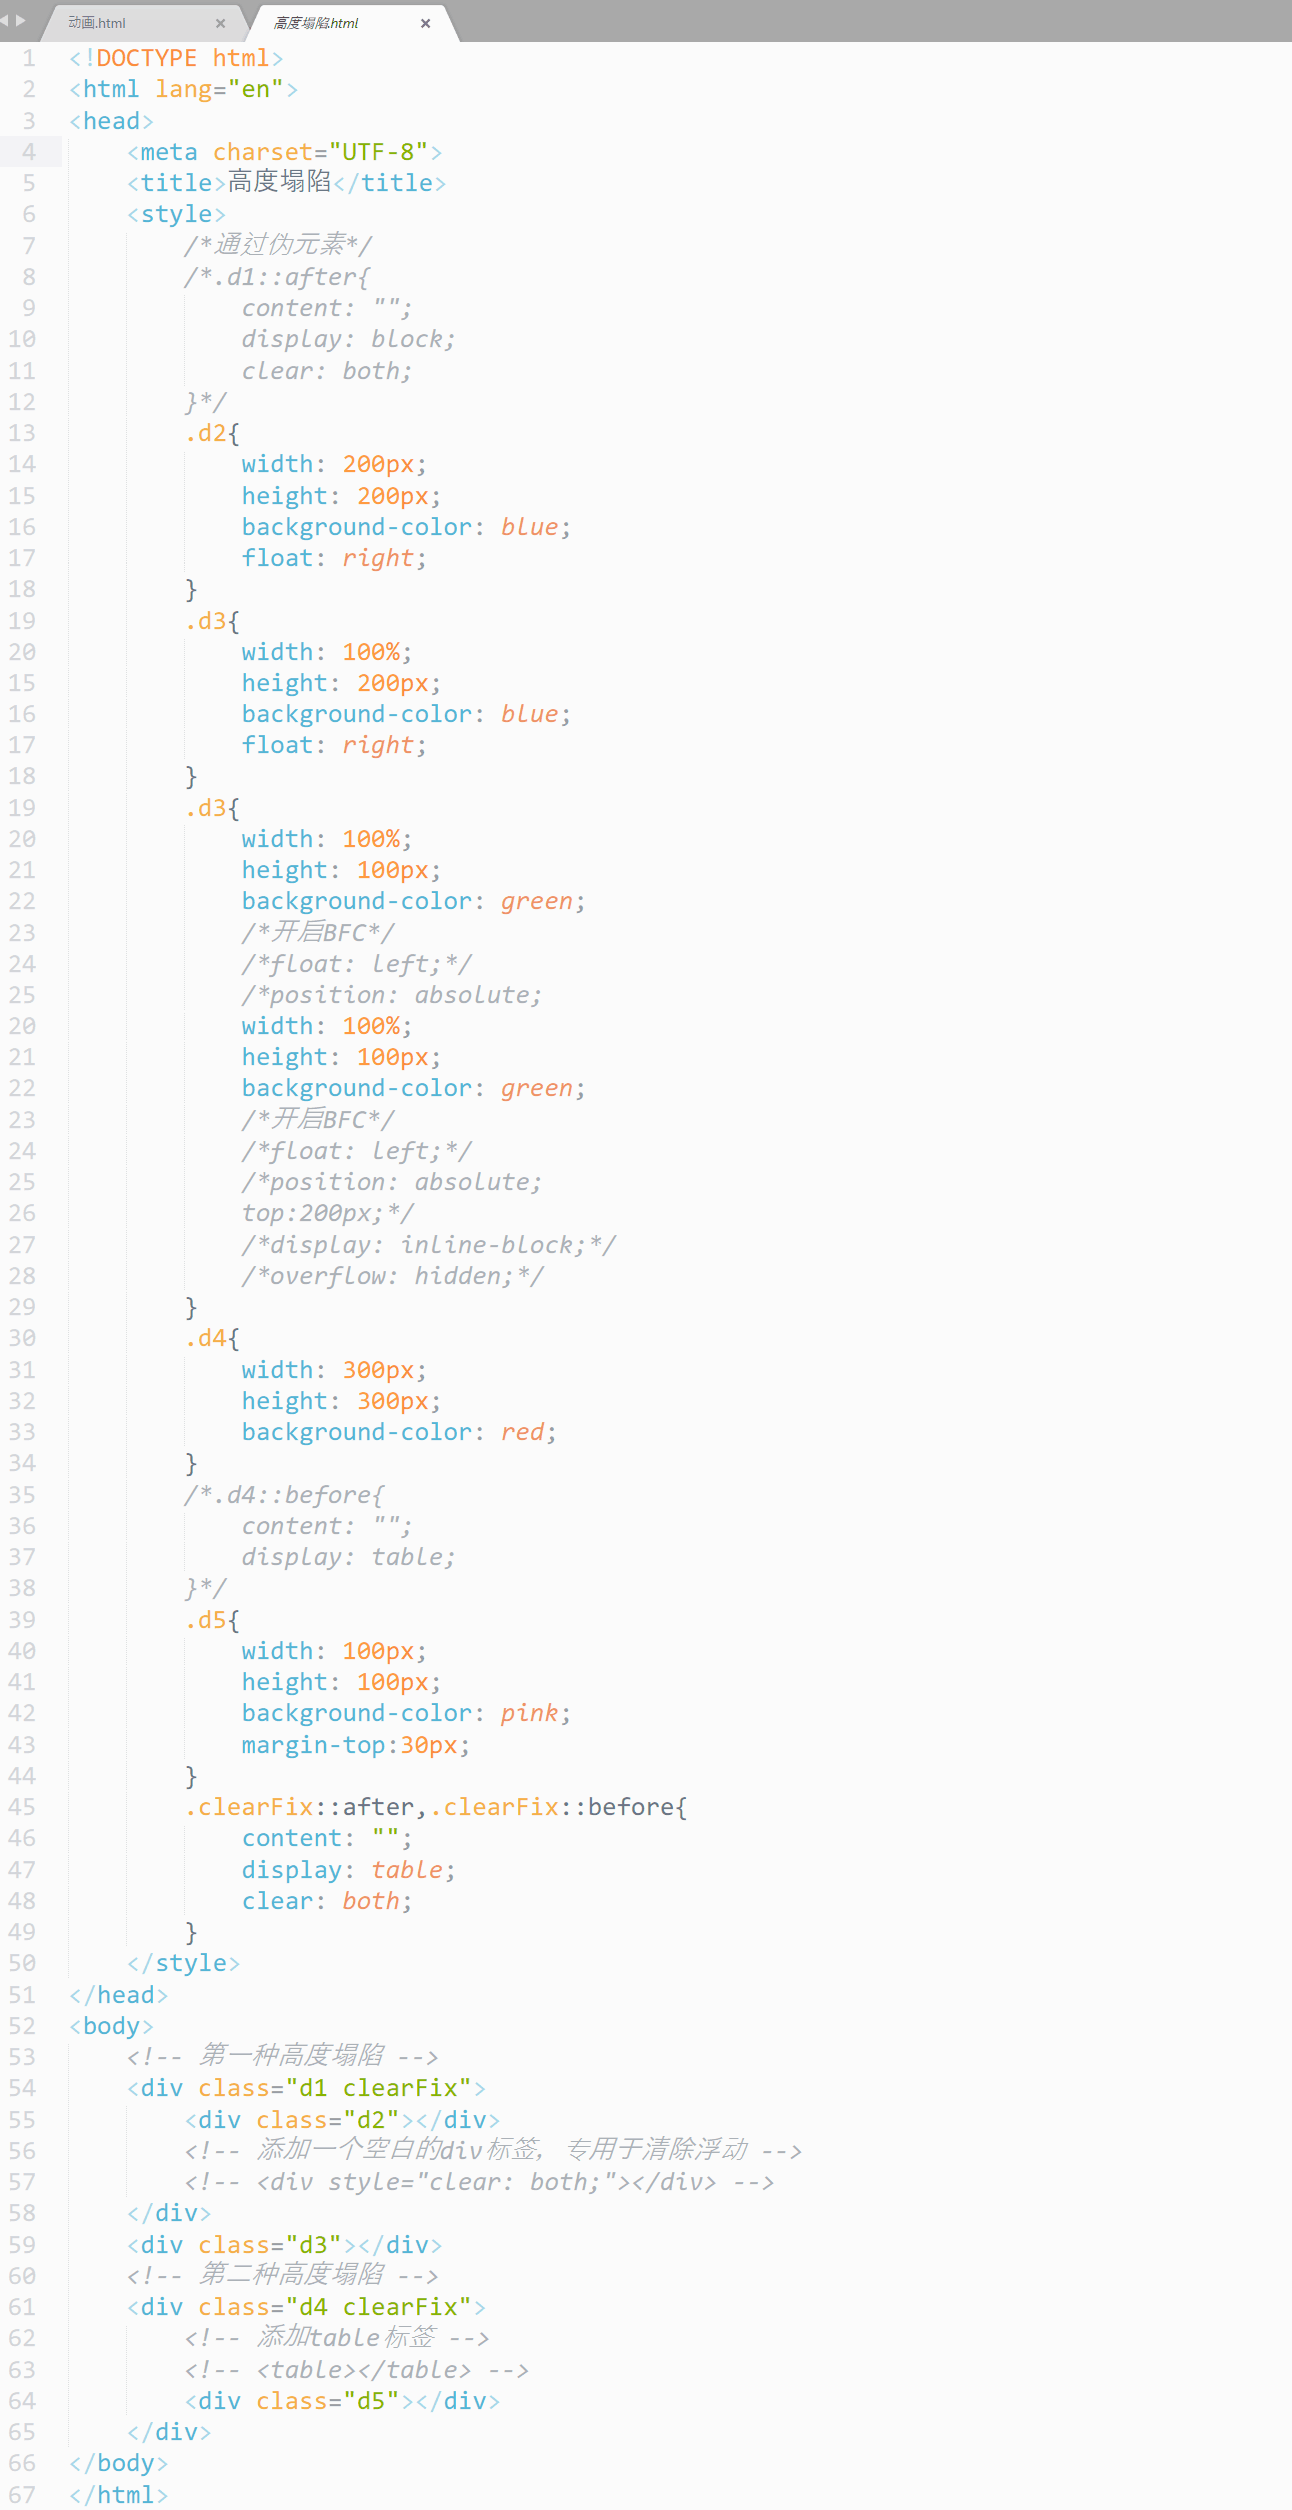 动画.html × 高度塌陷.html ×
1 <!DOCTYPE html>
2 <html lang="en">
3 <head>
4     <meta charset="UTF-8">
5     <title>高度塌陷</title>
6     <style>
7         /*通过伪元素*/
8         /*.d1::after{
9             content: "";
10             display: block;
11             clear: both;
12         }*/
13         .d2{
14             width: 200px;
15             height: 200px;
16             background-color: blue;
17             float: right;
18         }
19         .d3{
20             width: 100%;
15             height: 200px;
16             background-color: blue;
17             float: right;
18         }
19         .d3{
20             width: 100%;
21             height: 100px;
22             background-color: green;
23             /*开启BFC*/
24             /*float: left;*/
25             /*position: absolute;
20             width: 100%;
21             height: 100px;
22             background-color: green;
23             /*开启BFC*/
24             /*float: left;*/
25             /*position: absolute;
26             top:200px;*/
27             /*display: inline-block;*/
28             /*overflow: hidden;*/
29         }
30         .d4{
31             width: 300px;
32             height: 300px;
33             background-color: red;
34         }
35         /*.d4::before{
36             content: "";
37             display: table;
38         }*/
39         .d5{
40             width: 100px;
41             height: 100px;
42             background-color: pink;
43             margin-top:30px;
44         }
45         .clearFix::after,.clearFix::before{
46             content: "";
47             display: table;
48             clear: both;
49         }
50     </style>
51 </head>
52 <body>
53     <!-- 第一种高度塌陷 -->
54     <div class="d1 clearFix">
55         <div class="d2"></div>
56         <!-- 添加一个空白的div标签，专用于清除浮动 -->
57         <!-- <div style="clear: both;"></div> -->
58     </div>
59     <div class="d3"></div>
60     <!-- 第二种高度塌陷 -->
61     <div class="d4 clearFix">
62         <!-- 添加table标签 -->
63         <!-- <table></table> -->
64         <div class="d5"></div>
65     </div>
66 </body>
67 </html>